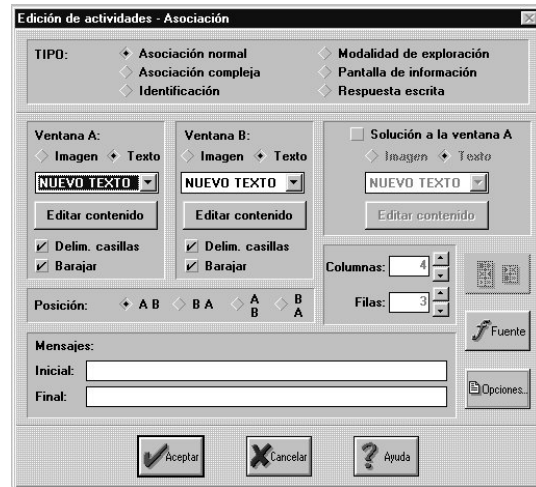 Edición de actividades - Asociación
TIPO:
Asociación normal
Asociación compleja
Identificación
Modalidad de exploración
Pantalla de información
Respuesta escrita
Ventana A:
Imagen Texto
NUEVO TEXTO
Editar contenido
Delim. casillas
Barajar
Ventana B:
Imagen Texto
NUEVO TEXTO
Editar contenido
Delim. casillas
Barajar
Solución a la ventana A
Imagen Texto
NUEVO TEXTO
Editar contenido
Columnas: 4
Filas: 3
Posición: A B B A A B B A
Fuente
Mensajes:
Inicial:
Final:
Opciones...
Aceptar Cancelar Ayuda